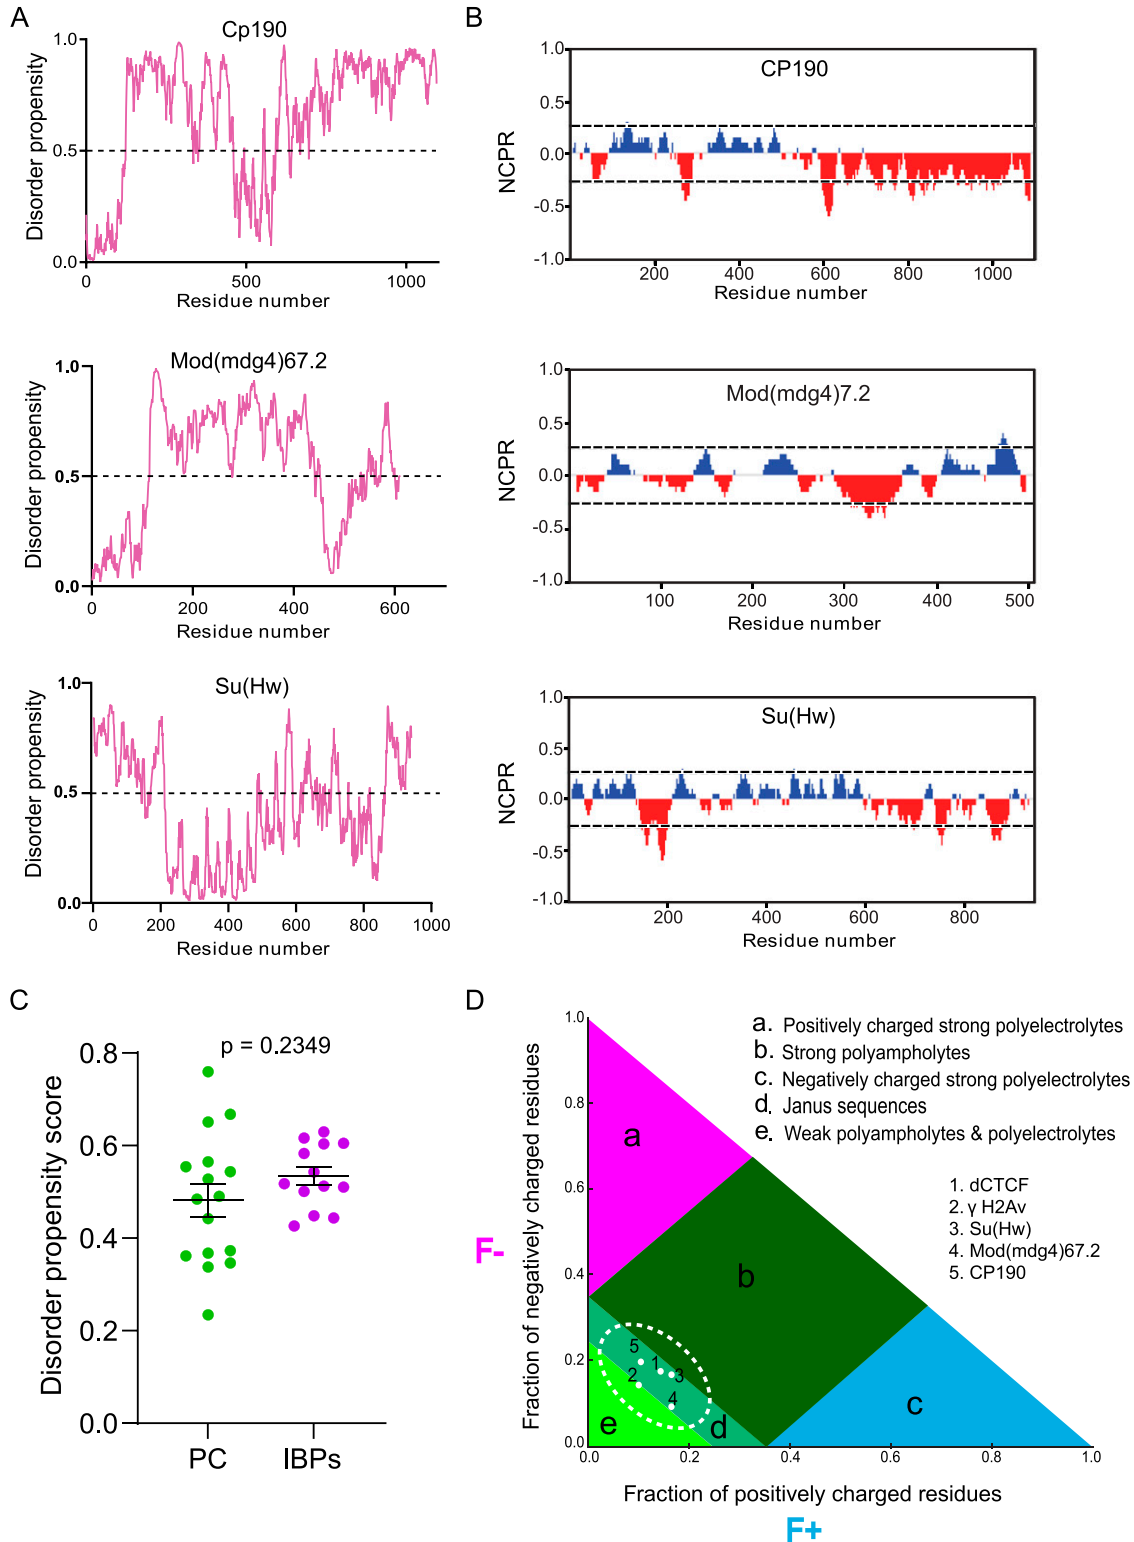 A
Cp190
Disorder propensity
1.0
0.5
0.0
0
500
1000
Residue number
B
CP190
NCPR
1.0
0.5
0.0
-0.5
-1.0
200
400
600
800
1000
Residue number
Mod(mdg4)67.2
Disorder propensity
1.0
0.5
0.0
0
200
400
600
Residue number
Mod(mdg4)7.2
NCPR
1.0
0.5
0.0
-0.5
-1.0
100
200
300
400
500
Residue number
Su(Hw)
Disorder propensity
1.0
0.5
0.0
0
200
400
600
800
1000
Residue number
Su(Hw)
NCPR
1.0
0.5
0.0
-0.5
-1.0
200
400
600
800
Residue number
C
p = 0.2349
Disorder propensity score
0.8
0.6
0.4
0.2
0.0
PC
IBPs
D
F-
Fraction of negatively charged residues
1.0
0.8
0.6
0.4
0.2
0.0
a
b
c
d
e
5
1
3
2
4
a. Positively charged strong polyelectrolytes
b. Strong polyampholytes
c. Negatively charged strong polyelectrolytes
d. Janus sequences
e. Weak polyampholytes & polyelectrolytes
1. dCTCF
2. γ H2Av
3. Su(Hw)
4. Mod(mdg4)67.2
5. CP190
0.0
0.2
0.4
0.6
0.8
1.0
Fraction of positively charged residues
F+